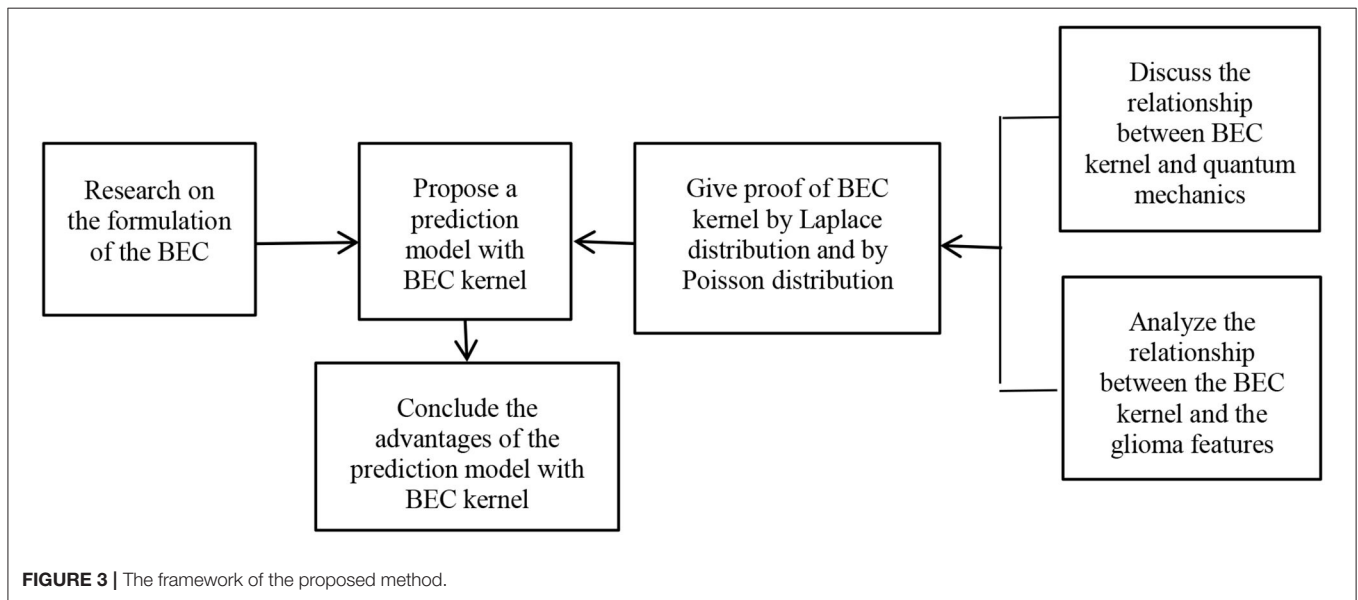 Research on
the formulation
of the BEC
Propose a
prediction
model with
BEC kernel
Give proof of BEC
kernel by Laplace
distribution and by
Poisson distribution
Discuss the
relationship
between BEC
kernel and quantum
mechanics
Analyze the
relationship
between the BEC
kernel and the
glioma features
Conclude the
advantages of the
prediction model with
BEC kernel
FIGURE 3 | The framework of the proposed method.